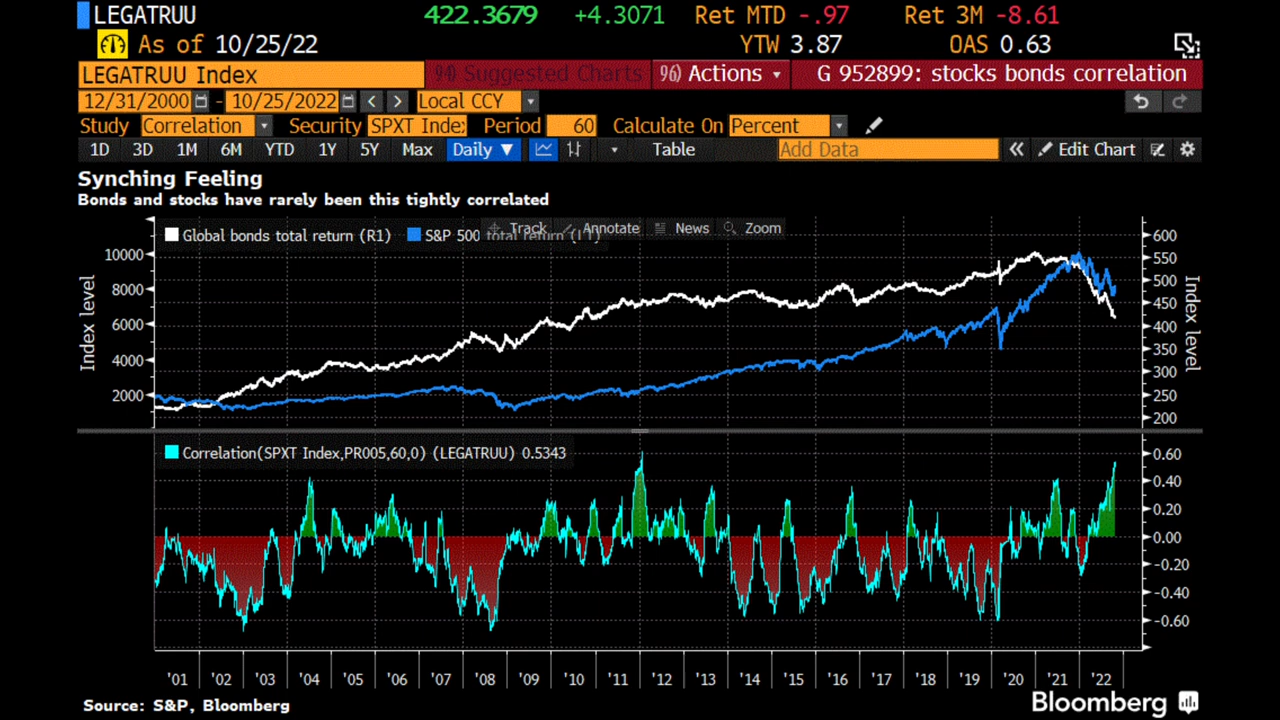 LEGATRUU 422.3679 +4.3071 Ret MTD -.97 Ret 3M -8.61
As of 10/25/22 YTW 3.87 OAS 0.63
LEGATRUU Index 94) Suggested Charts 96) Actions G 952899: stocks bonds correlation
12/31/2000 - 10/25/2022 Local CCY
Study Correlation Security SPXT Index Period 60 Calculate On Percent
1D 3D 1M 6M YTD 1Y 5Y Max Daily ▼ Table Add Data « Edit Chart
Synching Feeling
Bonds and stocks have rarely been this tightly correlated
Track Annotate News Zoom
Global bonds total return (R1) S&P 500 total return (L1)
10000
8000
6000
4000
2000
Index level
600
550
500
450
400
350
300
250
200
Index level
Correlation(SPXT Index,PR005,60,0) (LEGATRUU) 0.5343
0.60
0.40
0.20
0.00
-0.20
-0.40
-0.60
'01 '02 '03 '04 '05 '06 '07 '08 '09 '10 '11 '12 '13 '14 '15 '16 '17 '18 '19 '20 '21 '22
Source: S&P, Bloomberg
Bloomberg